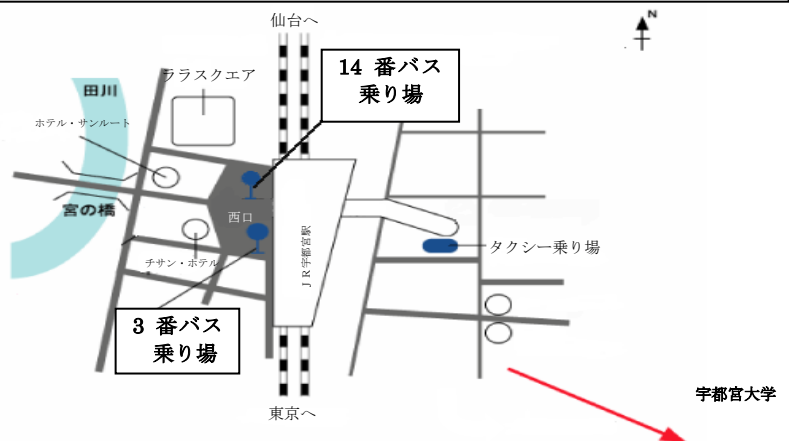 仙台へ
N
ララスクエア
14 番バス
乗り場
田川
ホテル・サンルート
宮の橋
西口
JR宇都宮駅
タクシー乗り場
チサン・ホテル
3 番バス
乗り場
宇都宮大学
東京へ